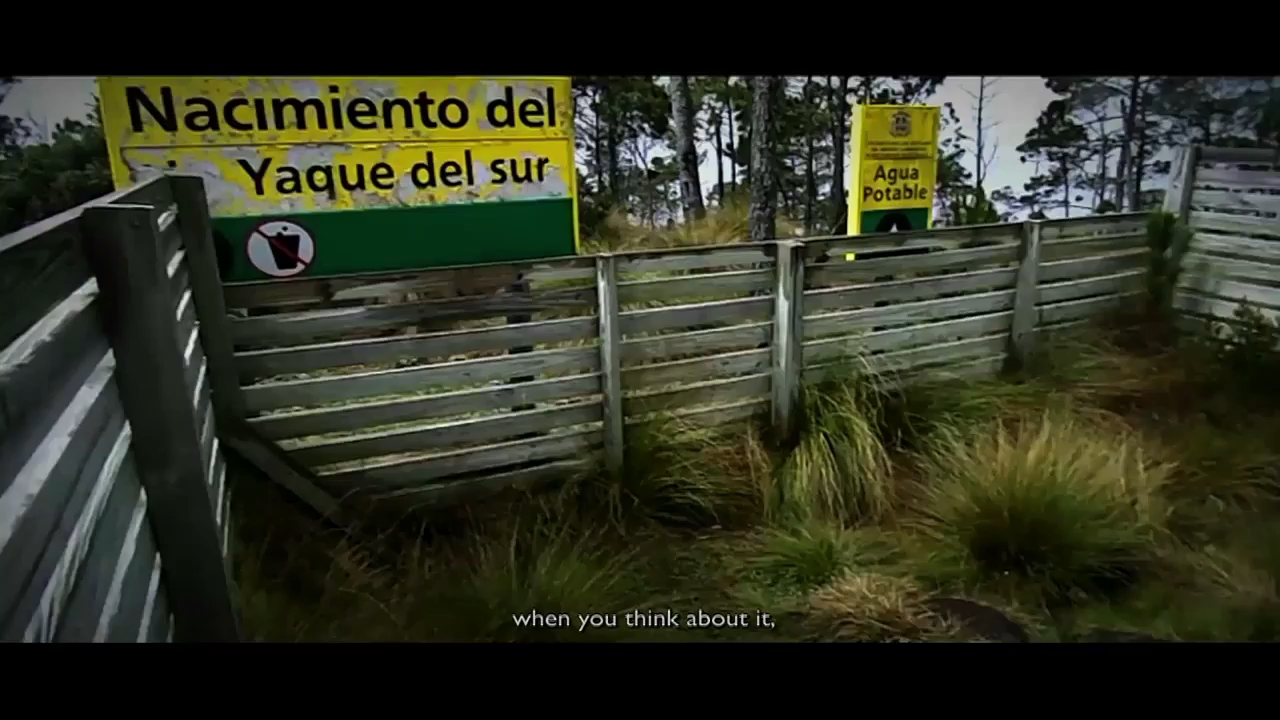 Nacimiento del
Yaque del sur
Agua
Potable
when you think about it,